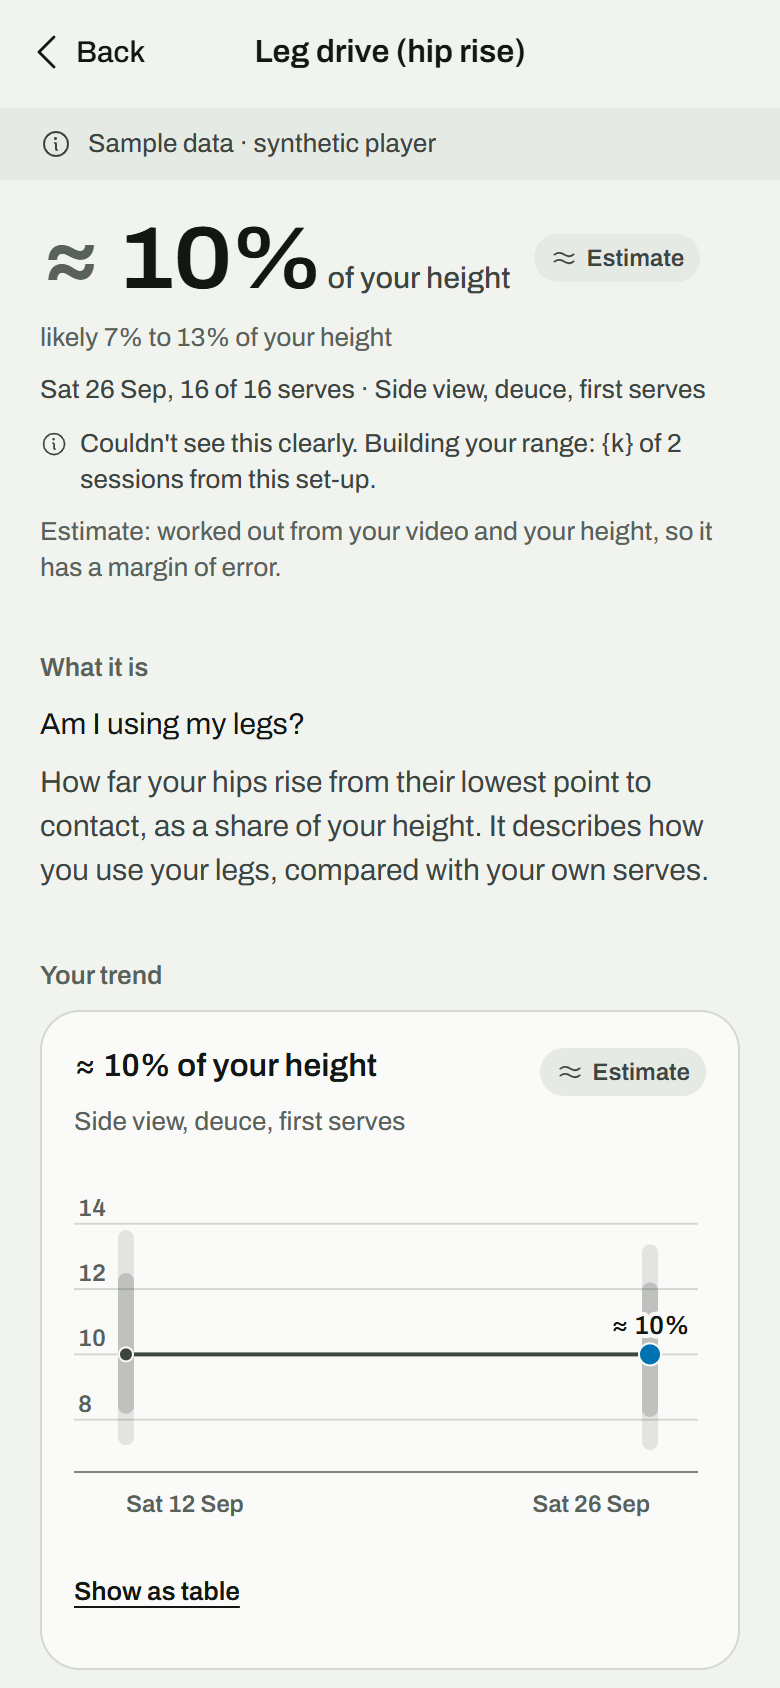 Back
Leg drive (hip rise)
Sample data · synthetic player
≈ 10% of your height
≈ Estimate
likely 7% to 13% of your height
Sat 26 Sep, 16 of 16 serves · Side view, deuce, first serves
Couldn't see this clearly. Building your range: {k} of 2
sessions from this set-up.
Estimate: worked out from your video and your height, so it
has a margin of error.
What it is
Am I using my legs?
How far your hips rise from their lowest point to
contact, as a share of your height. It describes how
you use your legs, compared with your own serves.
Your trend
≈ 10% of your height
≈ Estimate
Side view, deuce, first serves
14
12
≈ 10%
10
8
Sat 12 Sep
Sat 26 Sep
Show as table